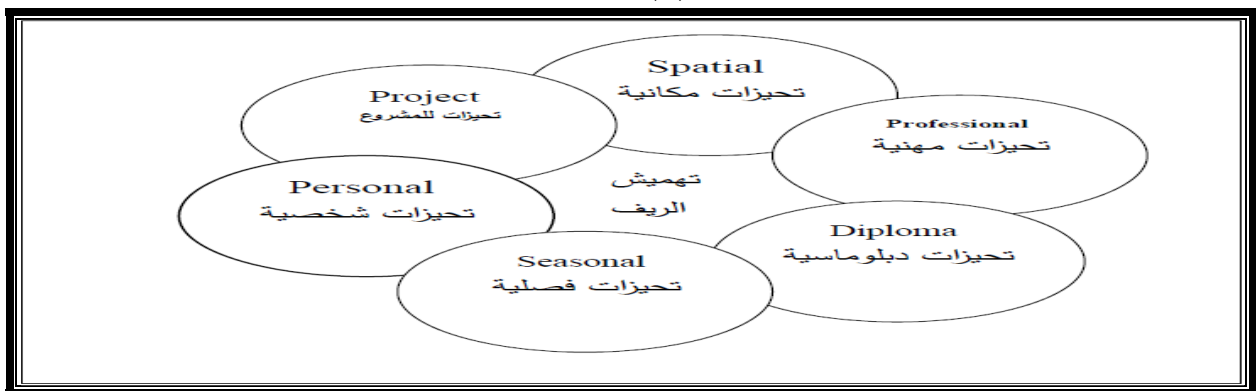 Spatial
تحيزات مكانية
Project
تحيزات للمشروع
Professional
تحيزات مهنية
تهميش
الريف
Personal
تحيزات شخصية
Diploma
تحيزات دبلوماسية
Seasonal
تحيزات فصلية